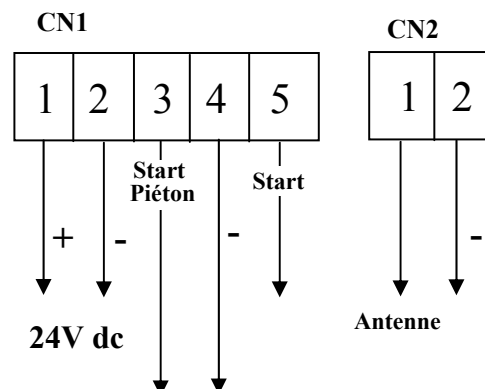 CN1
CN2
1 2 3 4 5
1 2
Start
Piéton
Start
+ - - -
24V dc
Antenne